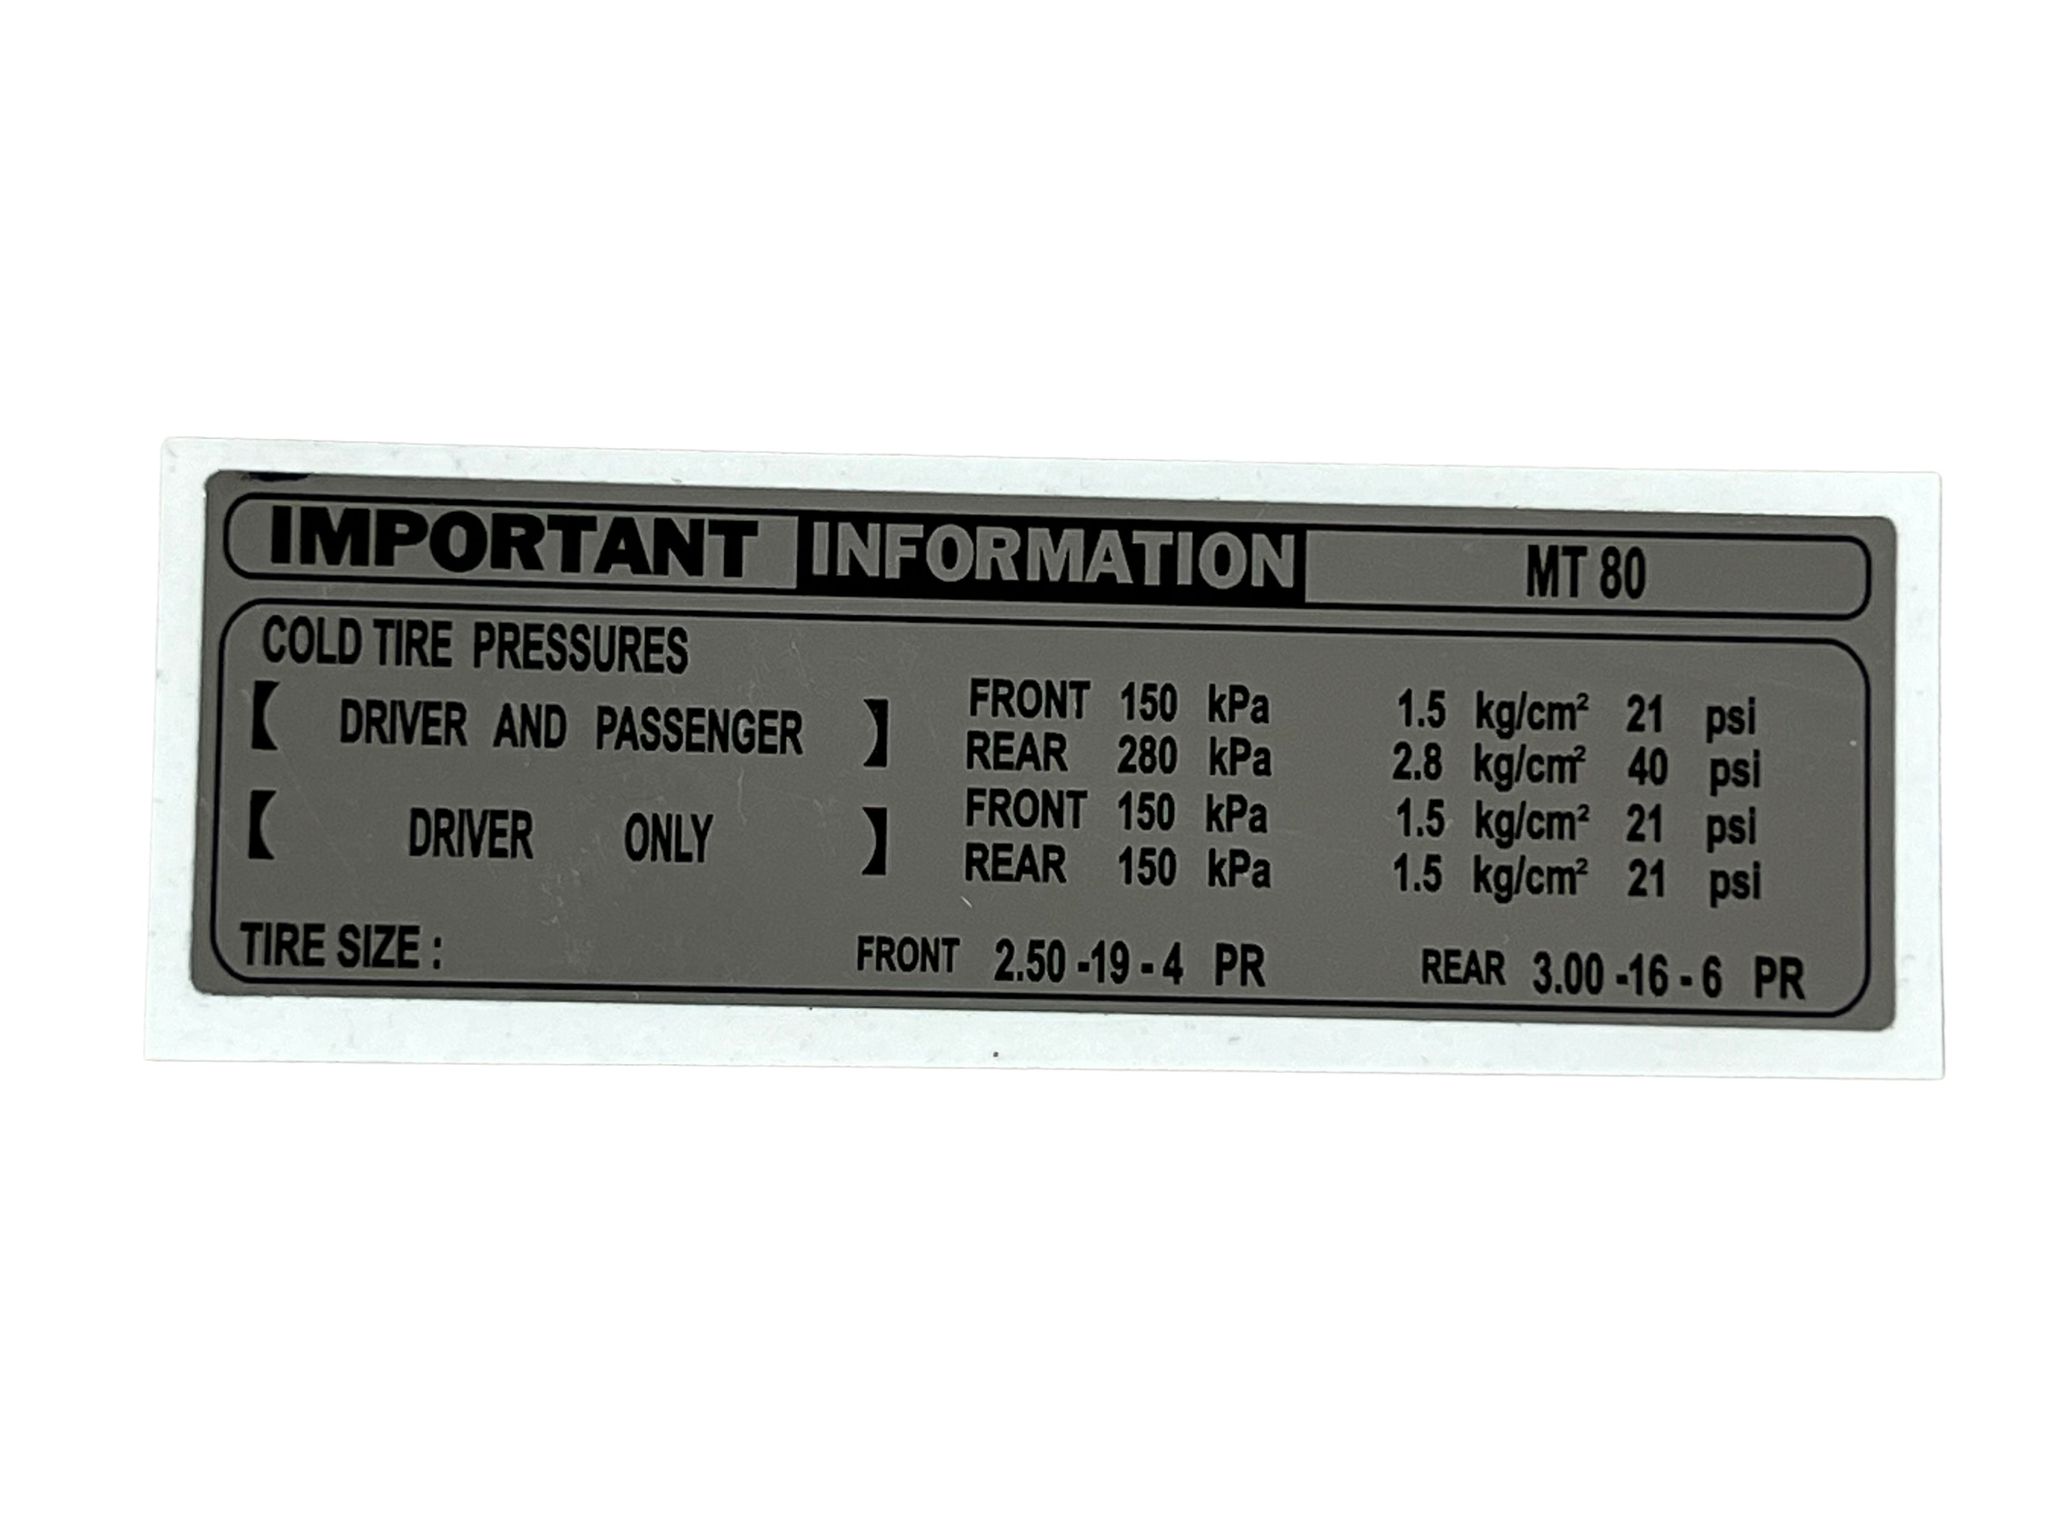 IMPORTANT INFORMATION MT 80
COLD TIRE PRESSURES
【 DRIVER AND PASSENGER 】 FRONT 150 kPa 1.5 kg/cm² 21 psi
REAR 280 kPa 2.8 kg/cm² 40 psi
【 DRIVER ONLY 】 FRONT 150 kPa 1.5 kg/cm² 21 psi
REAR 150 kPa 1.5 kg/cm² 21 psi
TIRE SIZE : FRONT 2.50 -19 - 4 PR REAR 3.00 -16 - 6 PR